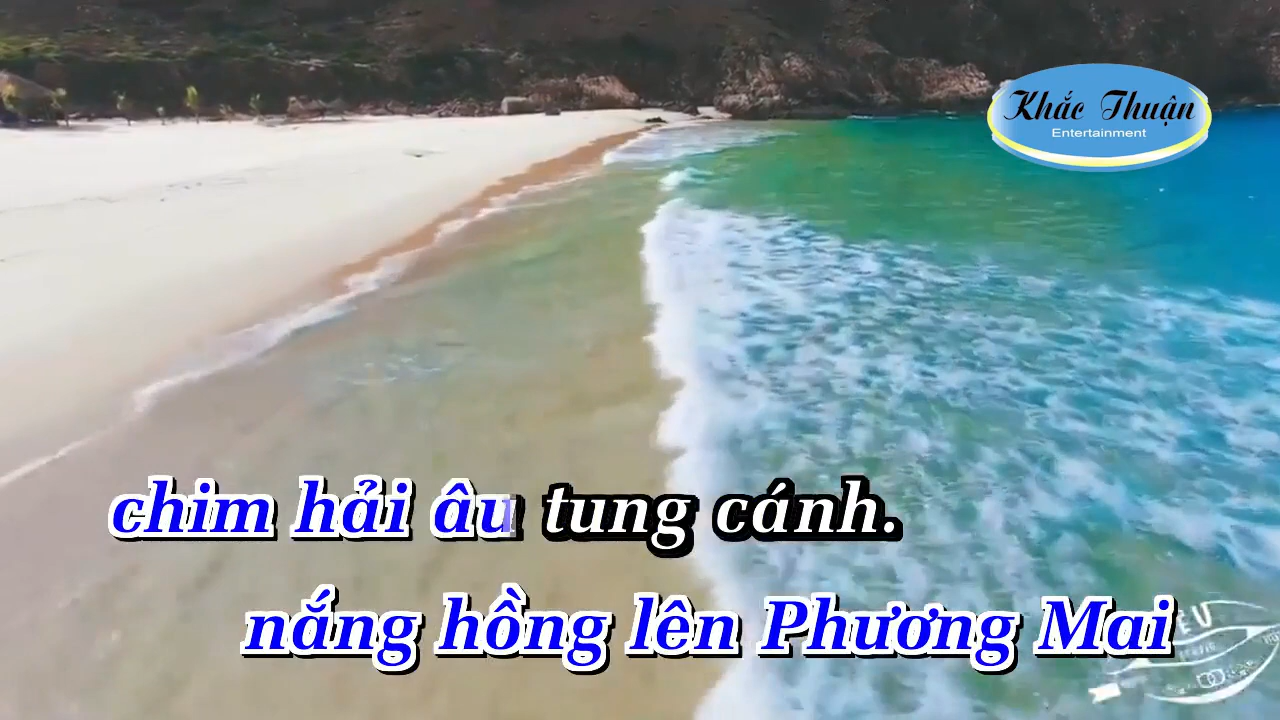 Khắc Thuận
Entertainment
chim hải âu tung cánh.
nắng hồng lên Phương Mai